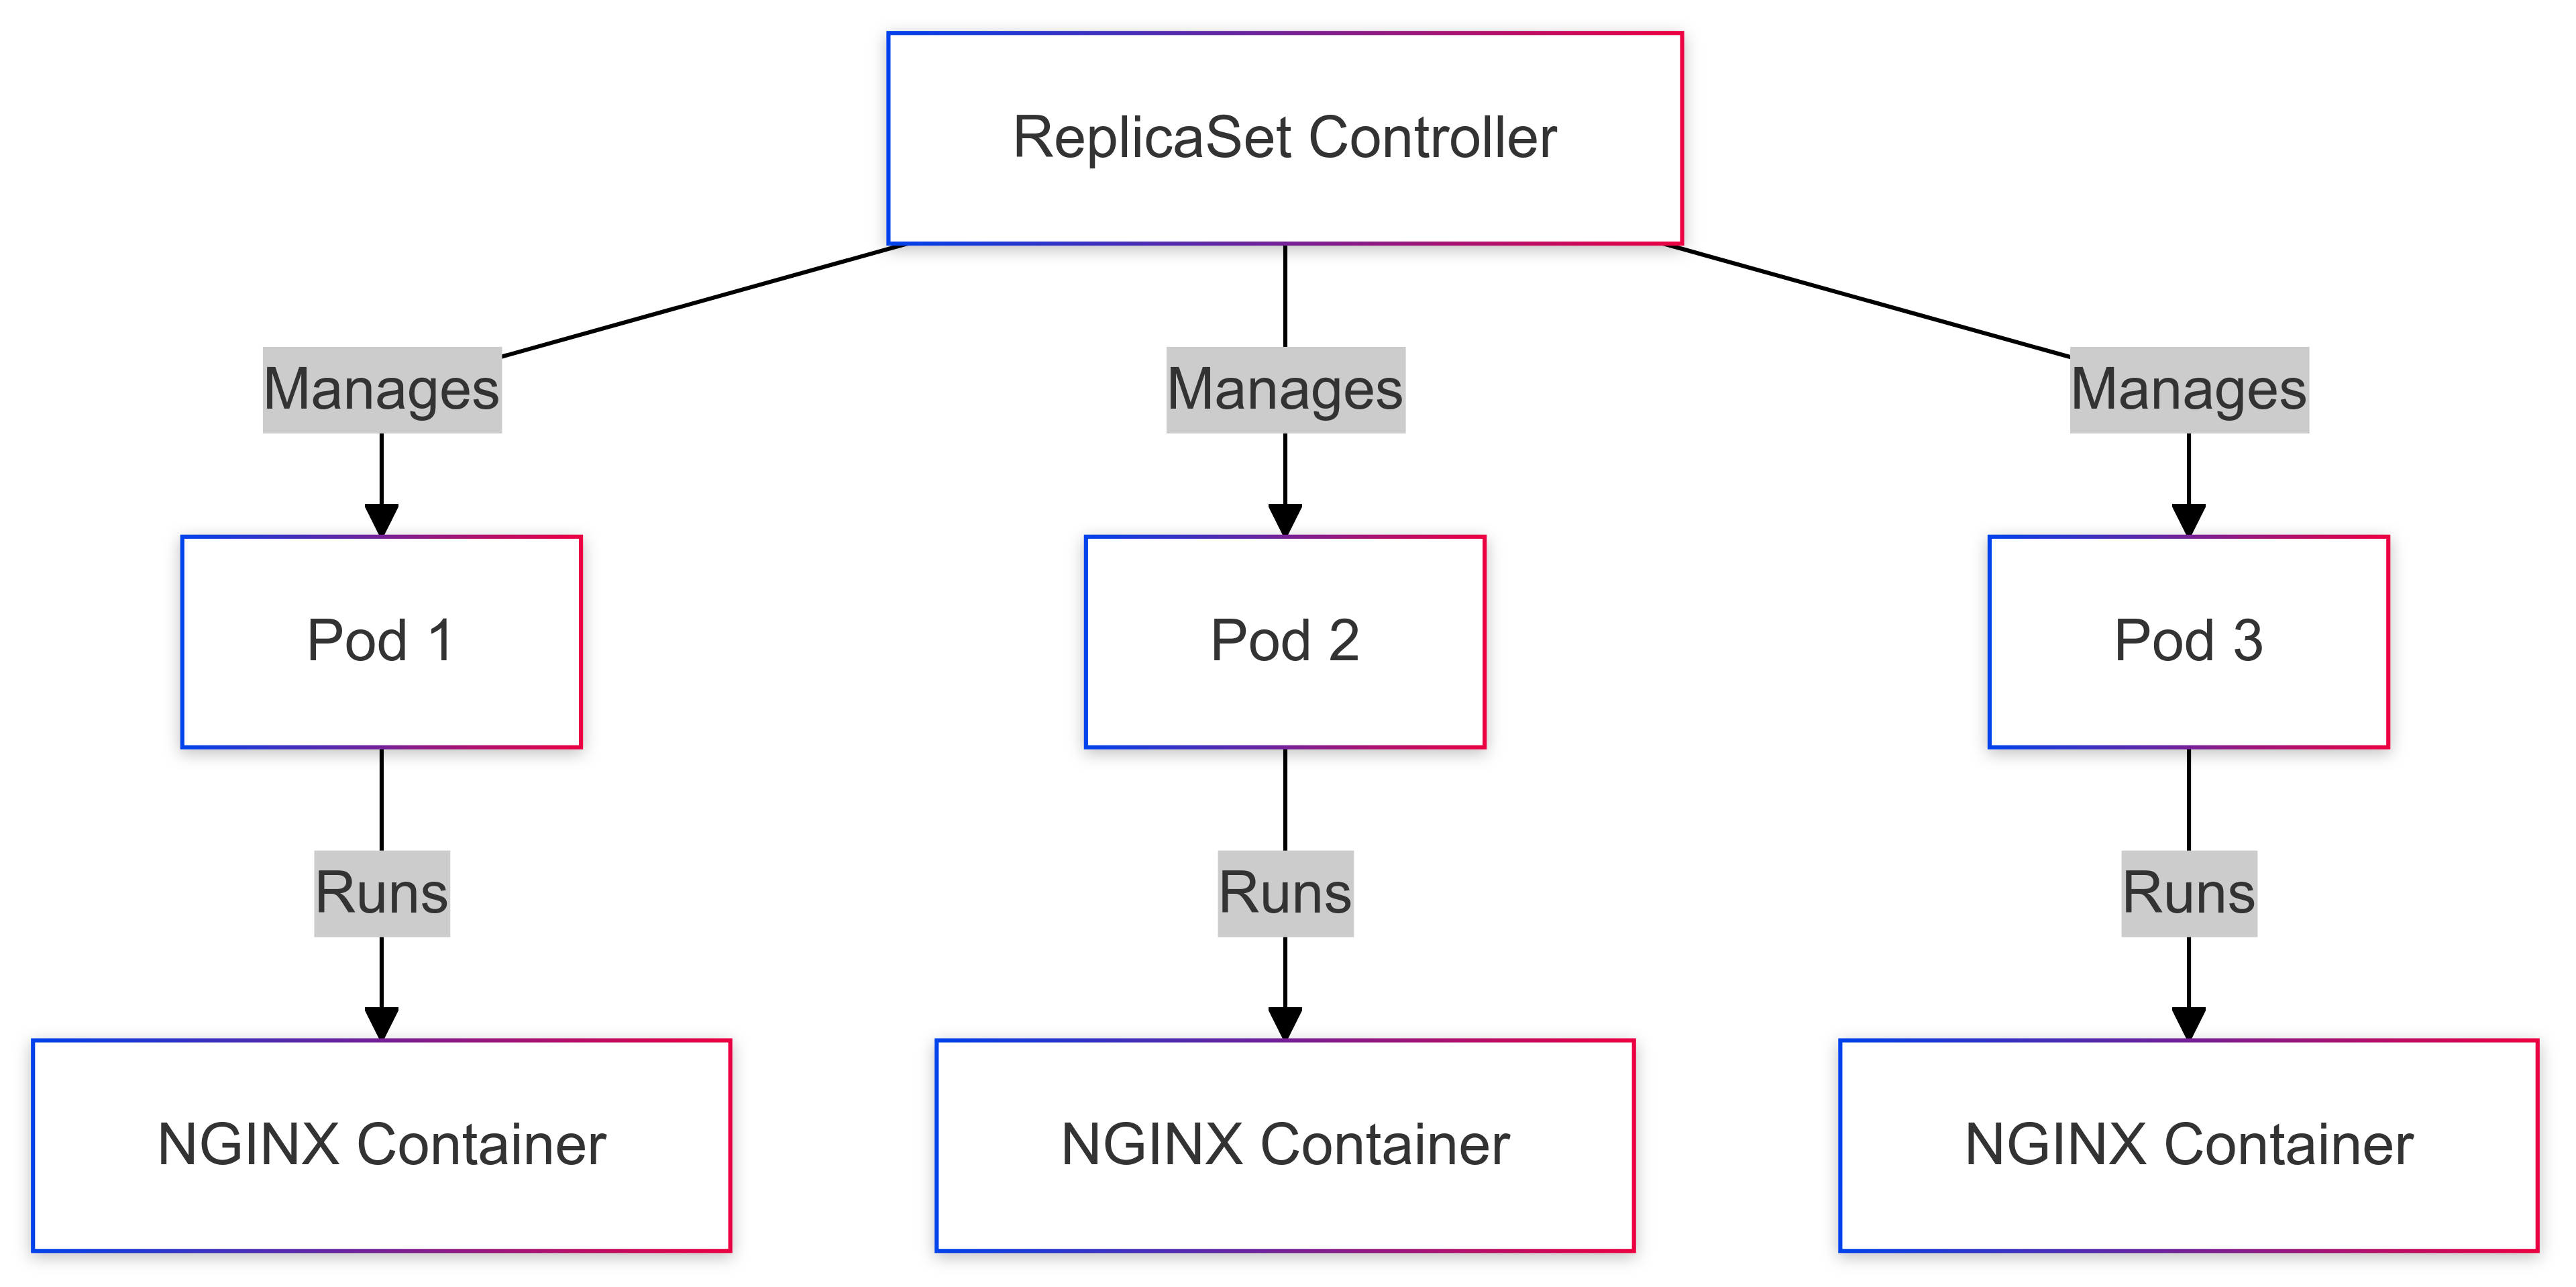 ReplicaSet Controller
Manages
Manages
Manages
Pod 1
Pod 2
Pod 3
Runs
Runs
Runs
NGINX Container
NGINX Container
NGINX Container